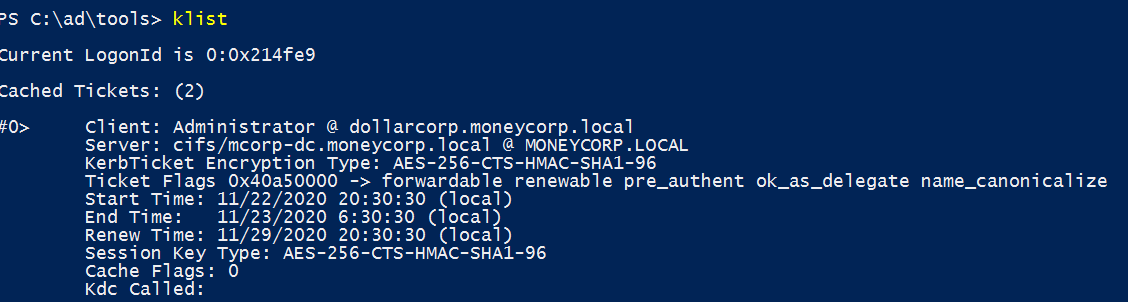 PS C:\ad\tools> klist
Current LogonId is 0:0x214fe9
Cached Tickets: (2)
#0> Client: Administrator @ dollarcorp.moneycorp.local
Server: cifs/mcorp-dc.moneycorp.local @ MONEYCORP.LOCAL
KerbTicket Encryption Type: AES-256-CTS-HMAC-SHA1-96
Ticket Flags 0x40a50000 -> forwardable renewable pre_authent ok_as_delegate name_canonicalize
Start Time: 11/22/2020 20:30:30 (local)
End Time: 11/23/2020 6:30:30 (local)
Renew Time: 11/29/2020 20:30:30 (local)
Session Key Type: AES-256-CTS-HMAC-SHA1-96
Cache Flags: 0
Kdc Called: